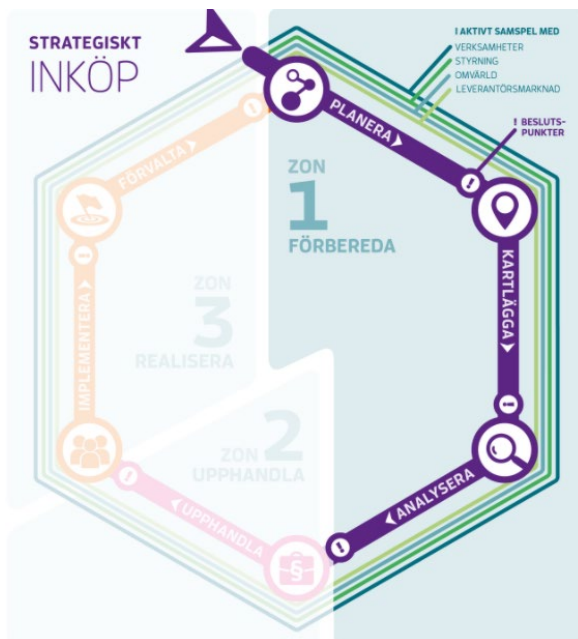 STRATEGISKT
INKÖP
I AKTIVT SAMSPEL MED
VERKSAMHETER
STYRNING
OMVÄRLD
LEVERANTÖRSMARKNAD
! BESLUTS-
PUNKTER
PLANERA
ZON
1
FÖRBEREDA
KARTLÄGGA
ANALYSERA
ZON 2
UPPHANDLA
UPPHANDLA
ZON
3
REALISERA
IMPLEMENTERA
FÖRVALTA
§